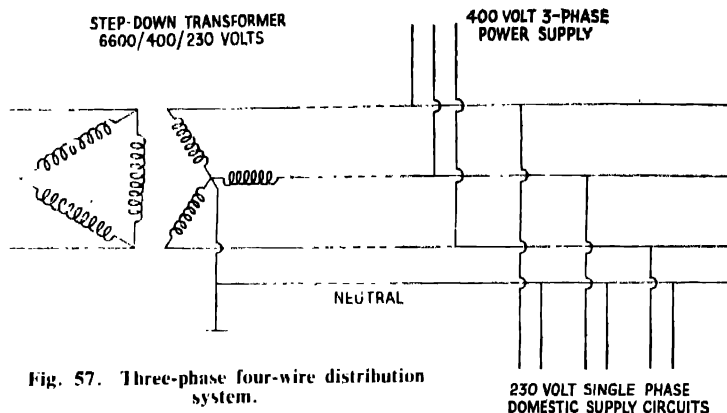 STEP-DOWN TRANSFORMER
6600/400/230 VOLTS
400 VOLT 3-PHASE
POWER SUPPLY
NEUTRAL
Fig. 57. Three-phase four-wire distribution
system.
230 VOLT SINGLE PHASE
DOMESTIC SUPPLY CIRCUITS